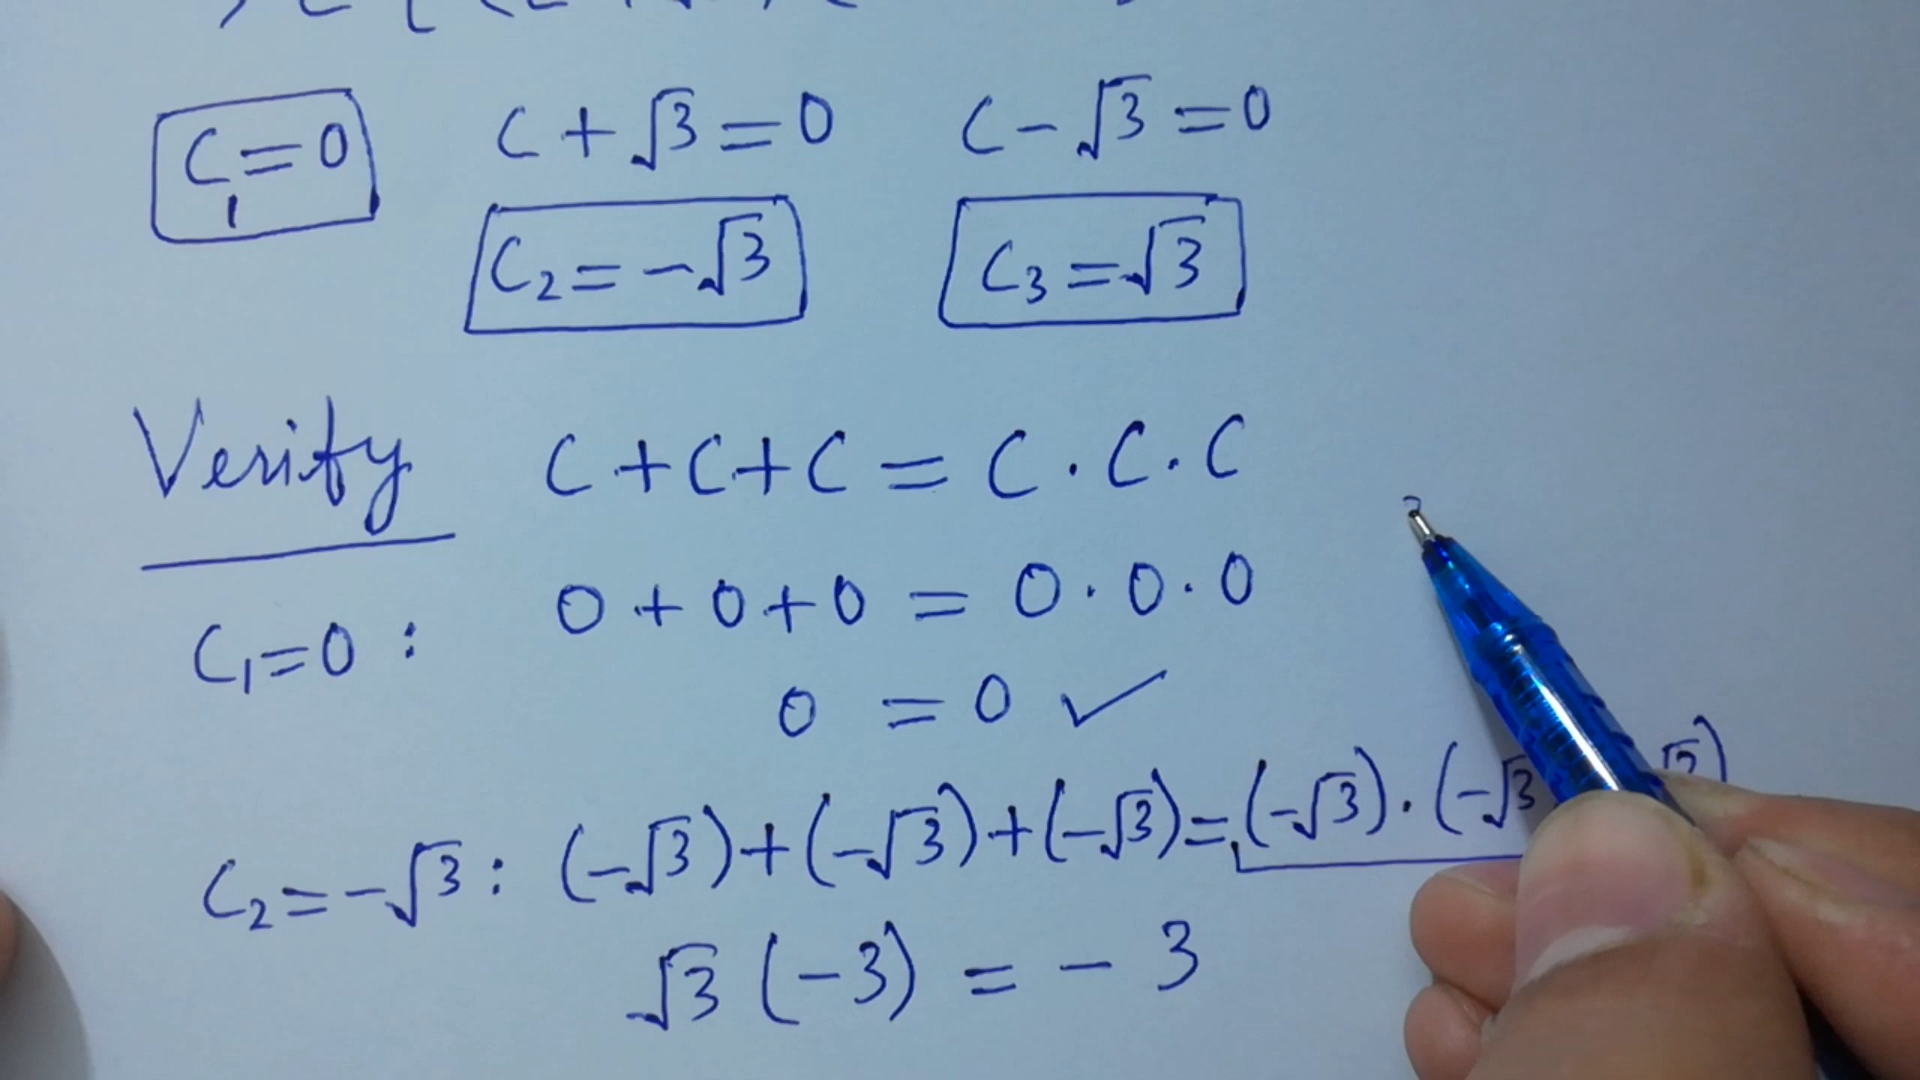 C₁=0 C+√3=0 C-√3=0
C₂=-√3 C₃=√3
Verify C+C+C=C·C·C
0+0+0=0·0·0
C₁=0:
0=0 ✓
C₂=-√3: (-√3)+(-√3)+(-√3)=(-√3)·(-√3
√3(-3)=-3